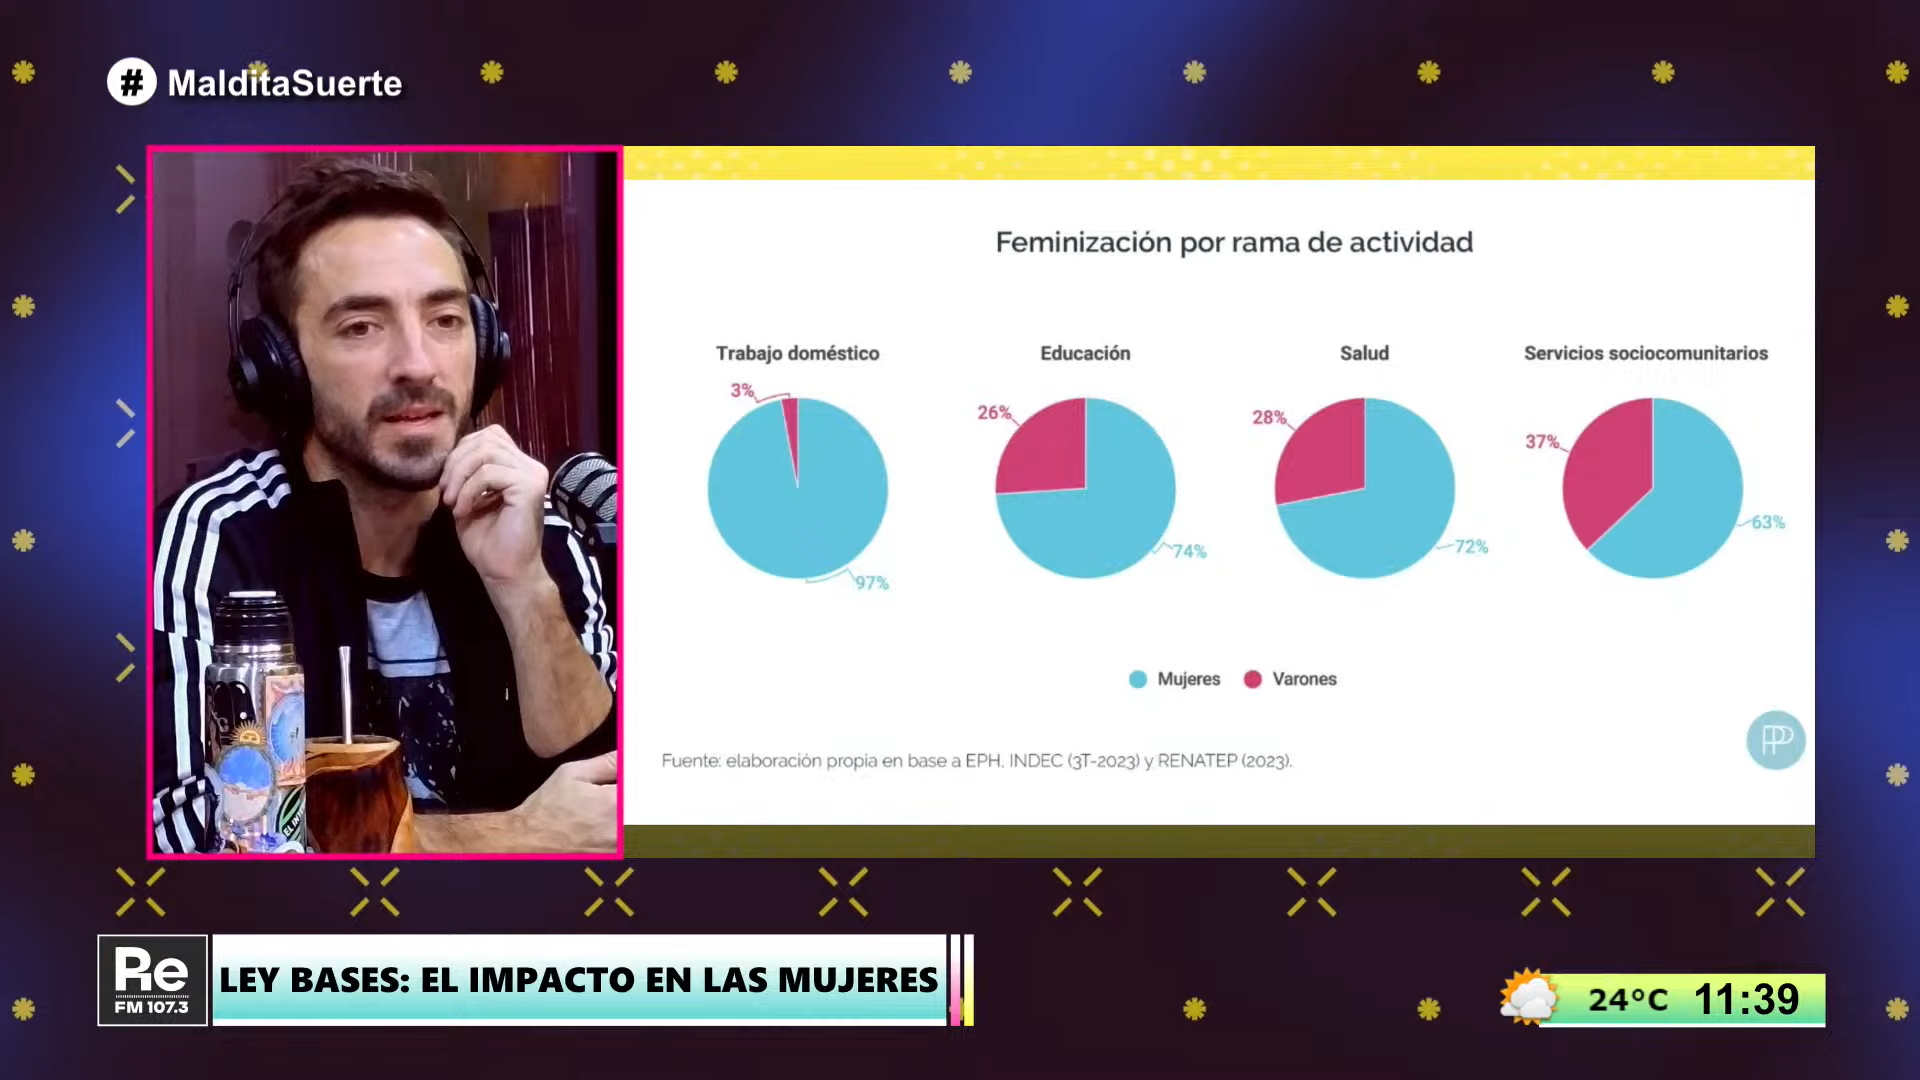 # MalditaSuerte
Feminización por rama de actividad
Trabajo doméstico
3%
97%
Educación
26%
74%
Salud
28%
72%
Servicios sociocomunitarios
37%
63%
Mujeres
Varones
Fuente: elaboración propia en base a EPH, INDEC (3T-2023) y RENATEP (2023).
PP
Re
FM 107.3
LEY BASES: EL IMPACTO EN LAS MUJERES
24°C
11:39